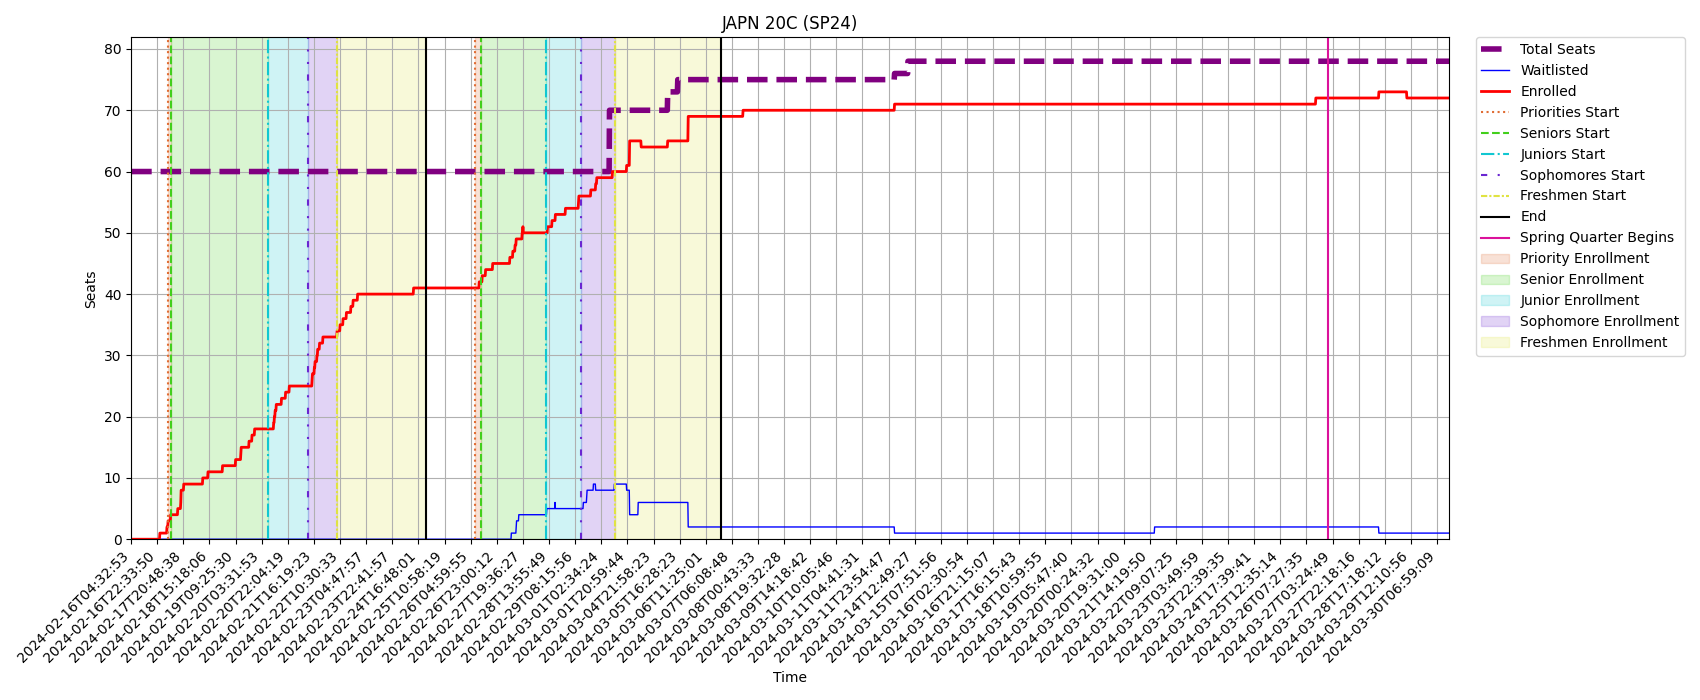 JAPN 20C (SP24)
Seats
80
70
60
50
40
30
20
10
0
2024-02-16T04:32:53
2024-02-16T22:33:50
2024-02-17T20:48:38
2024-02-18T15:18:06
2024-02-19T09:25:30
2024-02-20T03:31:53
2024-02-20T22:04:19
2024-02-21T16:19:23
2024-02-22T10:30:33
2024-02-23T04:47:57
2024-02-23T22:41:57
2024-02-24T16:48:01
2024-02-25T10:58:19
2024-02-26T04:59:55
2024-02-26T23:00:12
2024-02-27T19:36:27
2024-02-28T13:55:49
2024-02-29T08:15:56
2024-03-01T02:34:24
2024-03-01T20:59:44
2024-03-04T21:58:23
2024-03-05T16:28:23
2024-03-06T11:25:01
2024-03-07T06:08:48
2024-03-08T00:43:33
2024-03-08T19:32:28
2024-03-09T14:18:42
2024-03-10T10:05:46
2024-03-11T04:41:31
2024-03-11T23:54:47
2024-03-14T12:49:27
2024-03-15T07:51:56
2024-03-16T02:30:54
2024-03-16T21:15:07
2024-03-17T16:15:43
2024-03-18T10:59:55
2024-03-19T05:47:40
2024-03-20T00:24:32
2024-03-20T19:31:00
2024-03-21T14:19:50
2024-03-22T09:07:25
2024-03-23T03:49:59
2024-03-23T22:39:35
2024-03-24T17:39:41
2024-03-25T12:35:14
2024-03-26T07:27:35
2024-03-27T03:24:49
2024-03-27T22:18:16
2024-03-28T17:18:12
2024-03-29T12:10:56
2024-03-30T06:59:09
Time
Total Seats
Waitlisted
Enrolled
Priorities Start
Seniors Start
Juniors Start
Sophomores Start
Freshmen Start
End
Spring Quarter Begins
Priority Enrollment
Senior Enrollment
Junior Enrollment
Sophomore Enrollment
Freshmen Enrollment